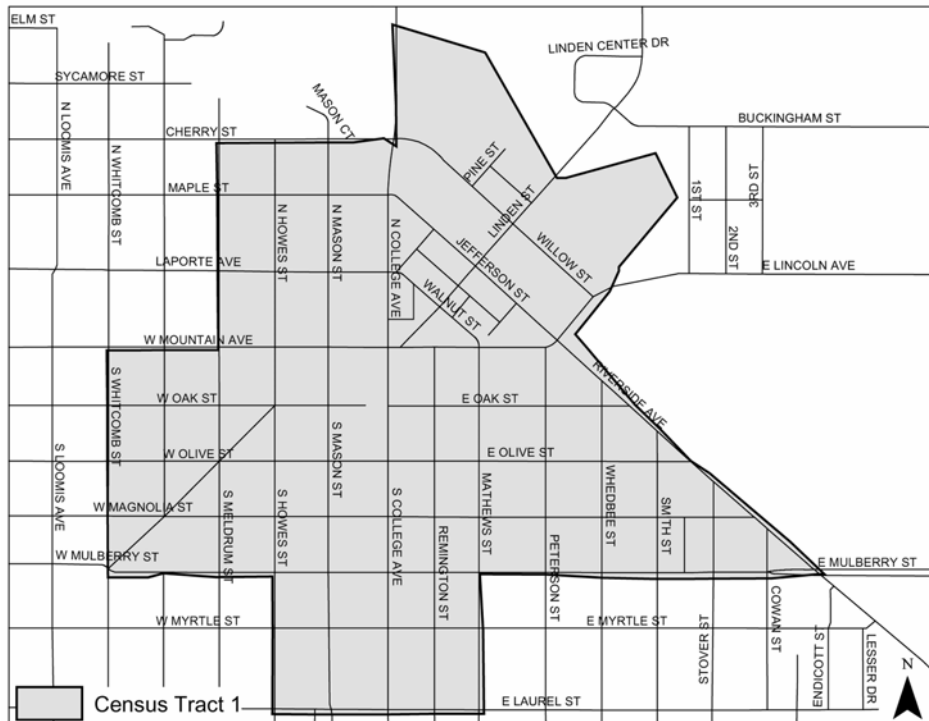 ELM ST
LINDEN CENTER DR
SYCAMORE ST
MASON CT
N LOOMIS AVE
BUCKINGHAM ST
CHERRY ST
N WHITCOMB ST
PINE ST
1ST ST
3RD ST
MAPLE ST
N HOWES ST
N MASON ST
N COLLEGE AVE
LINDEN ST
2ND ST
JEFFERSON ST
WILLOW ST
LAPORTE AVE
E LINCOLN AVE
WALNUT ST
W MOUNTAIN AVE
RIVERSIDE AVE
S WHITCOMB ST
W OAK ST
E OAK ST
S LOOMIS AVE
S MASON ST
W OLIVE ST
E OLIVE ST
W MAGNOLIA ST
S MELDRUM ST
S HOWES ST
S COLLEGE AVE
MATHEWS ST
WHEDBEE ST
SMITH ST
REMINGTON ST
PETERSON ST
W MULBERRY ST
E MULBERRY ST
W MYRTLE ST
E MYRTLE ST
STOVER ST
COWAN ST
ENDICOTT ST
LESSER DR
N
Census Tract 1
E LAUREL ST